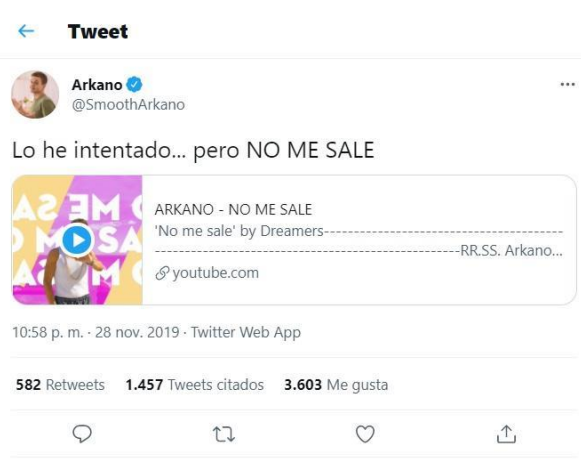 Tweet
Arkano
@SmoothArkano
Lo he intentado... pero NO ME SALE
ARKANO - NO ME SALE
'No me sale' by Dreamers---------------------------------------
--------------------------------------------------RR.SS. Arkano...
youtube.com
10:58 p. m. · 28 nov. 2019 · Twitter Web App
582 Retweets 1.457 Tweets citados 3.603 Me gusta